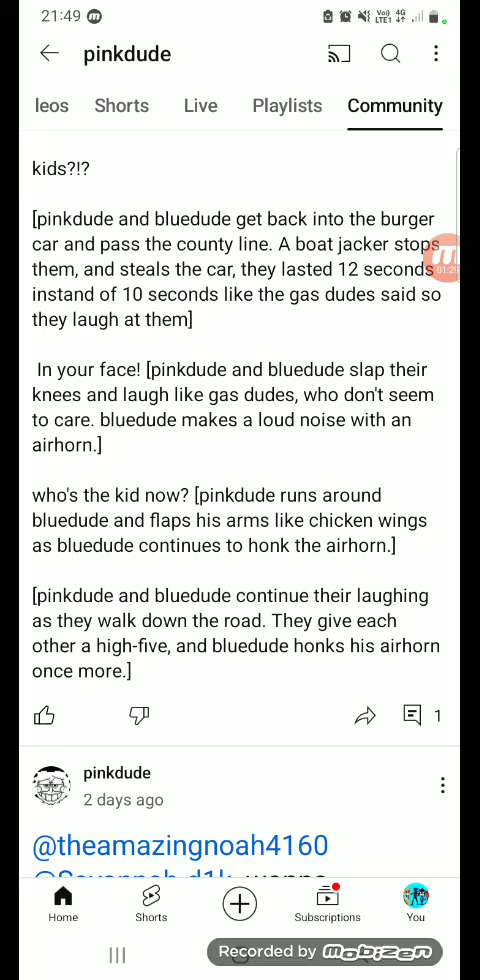 21:49
Vo)) 4G
LTE1
pinkdude
leos Shorts Live Playlists Community
kids?!?
[pinkdude and bluedude get back into the burger
car and pass the county line. A boat jacker stops
them, and steals the car, they lasted 12 seconds
instand of 10 seconds like the gas dudes said so
they laugh at them]
01:29
In your face! [pinkdude and bluedude slap their
knees and laugh like gas dudes, who don't seem
to care. bluedude makes a loud noise with an
airhorn.]
who's the kid now? [pinkdude runs around
bluedude and flaps his arms like chicken wings
as bluedude continues to honk the airhorn.]
[pinkdude and bluedude continue their laughing
as they walk down the road. They give each
other a high-five, and bluedude honks his airhorn
once more.]
1
pinkdude
2 days ago
@theamazingnoah4160
Home Shorts Subscriptions You
Recorded by mobizen